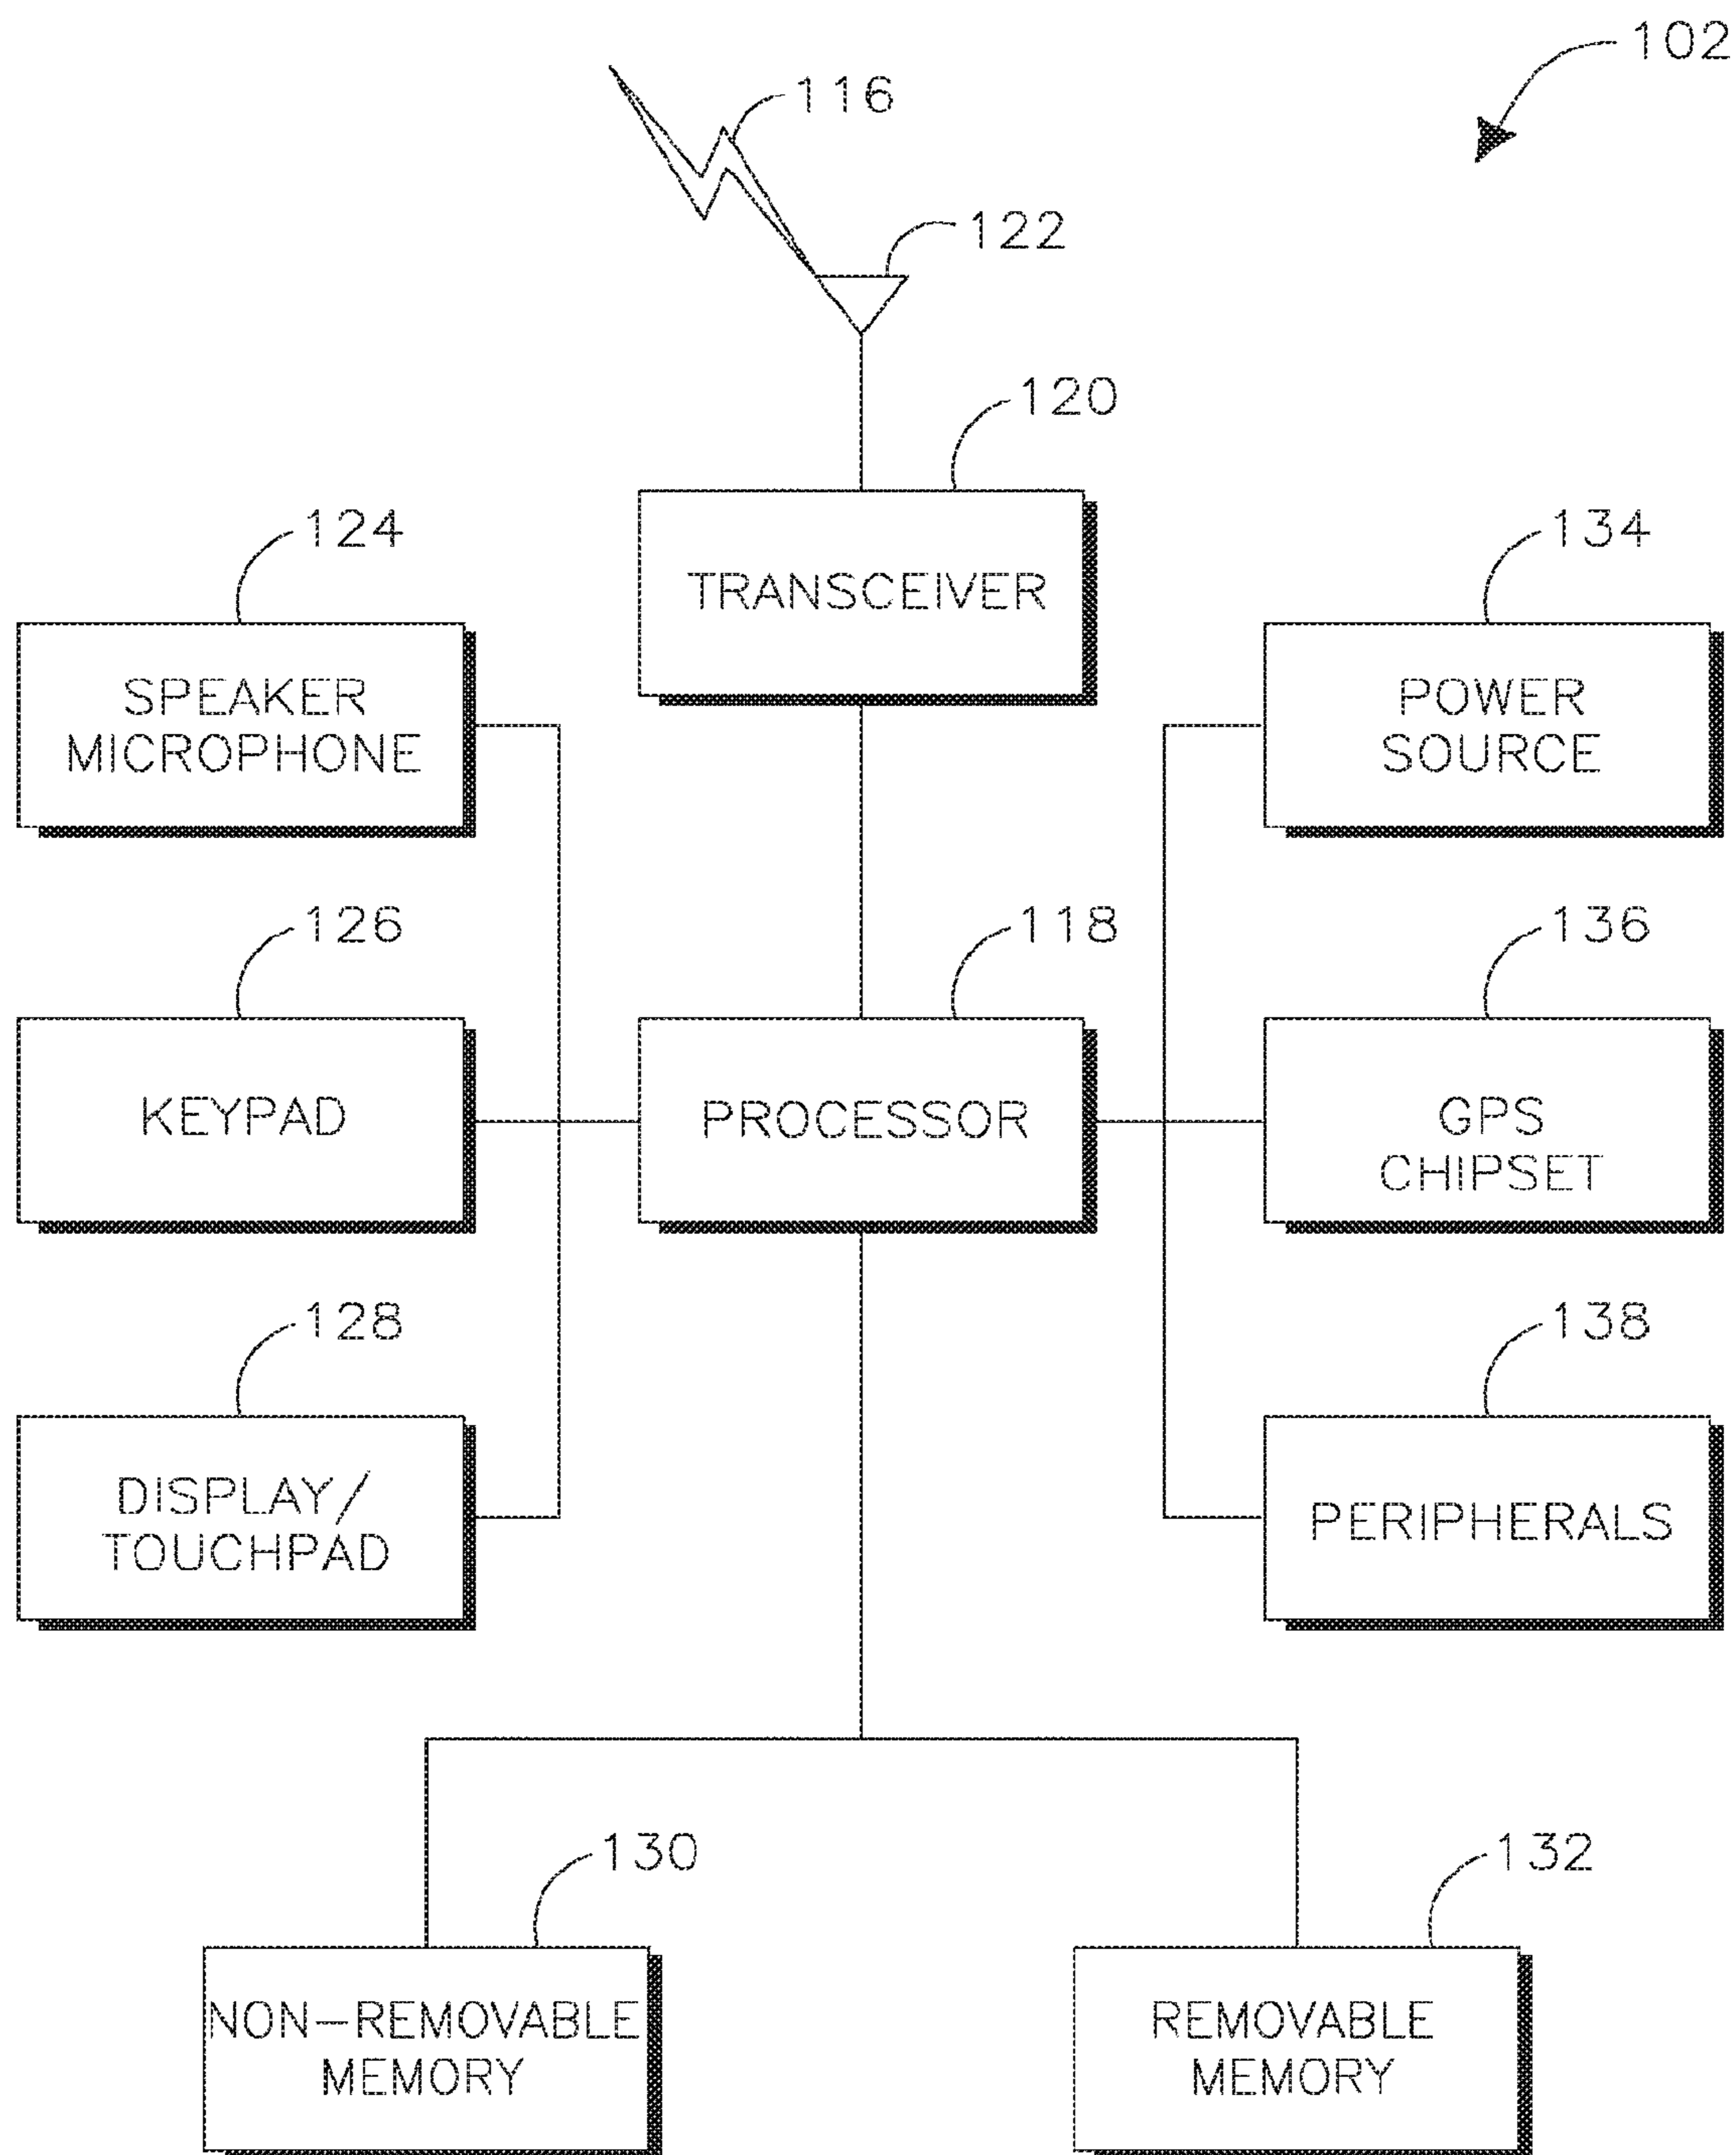 102
116
122
120
TRANSCEIVER
124
SPEAKER
MICROPHONE
134
POWER
SOURCE
126
KEYPAD
118
PROCESSOR
136
GPS
CHIPSET
128
DISPLAY/
TOUCHPAD
138
PERIPHERALS
130
NON-REMOVABLE
MEMORY
132
REMOVABLE
MEMORY